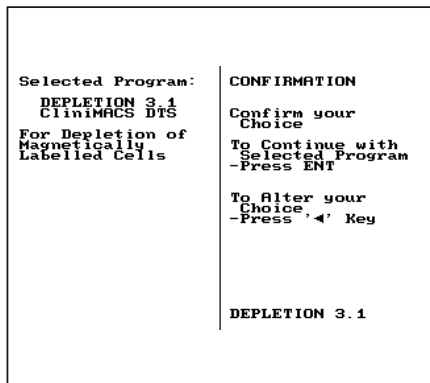 Selected Program:
DEPLETION 3.1
CliniMACS DTS
For Depletion of
Magnetically
Labelled Cells
CONFIRMATION
Confirm your
Choice
To Continue with
Selected Program
-Press ENT
To Alter your
Choice
-Press '◄' Key
DEPLETION 3.1